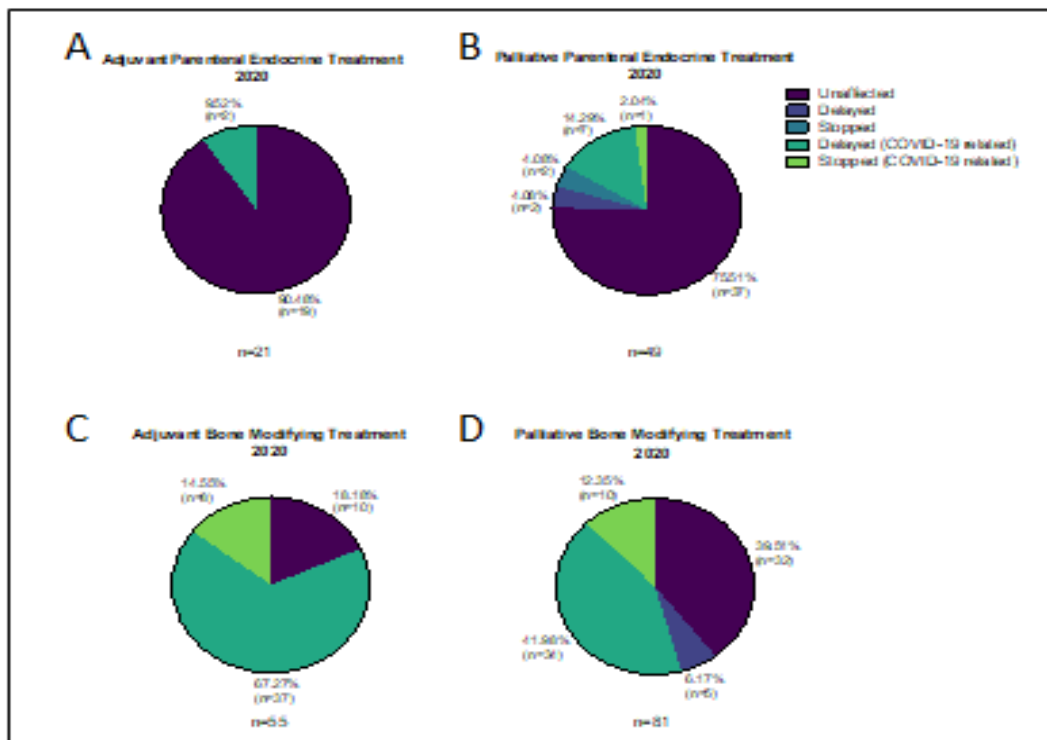 A
Adjuvant Parenteral Endocrine Treatment
2020
9.52%
(n=2)
90.48%
(n=19)
n=21
B
Palliative Parenteral Endocrine Treatment
2020
2.04%
(n=1)
14.29%
(n=7)
4.08%
(n=2)
4.08%
(n=2)
75.51%
(n=37)
n=49
Unaffected
Delayed
Stopped
Delayed (COVID-19 related)
Stopped (COVID-19 related)
C
Adjuvant Bone Modifying Treatment
2020
14.55%
(n=8)
18.18%
(n=10)
67.27%
(n=37)
n=55
D
Palliative Bone Modifying Treatment
2020
12.35%
(n=10)
39.51%
(n=32)
41.98%
(n=34)
6.17%
(n=5)
n=81